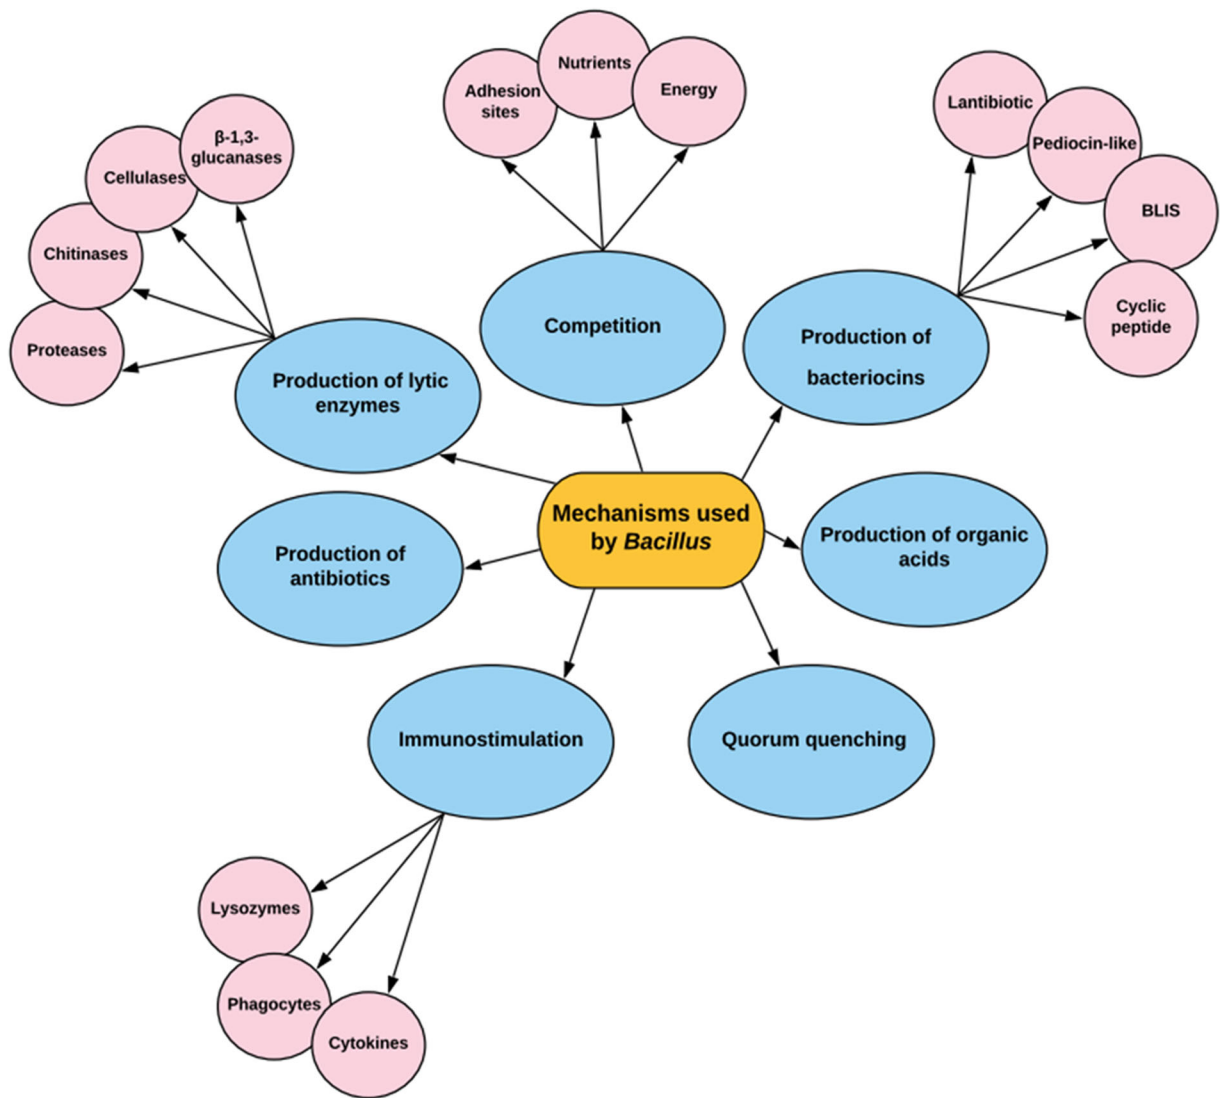 Adhesion
sites
Nutrients
Energy
Lantibiotic
Pediocin-like
BLIS
Cyclic
peptide
β-1,3-
glucanases
Cellulases
Chitinases
Proteases
Production of lytic
enzymes
Competition
Production of
bacteriocins
Mechanisms used
by Bacillus
Production of
antibiotics
Production of organic
acids
Immunostimulation
Quorum quenching
Lysozymes
Phagocytes
Cytokines